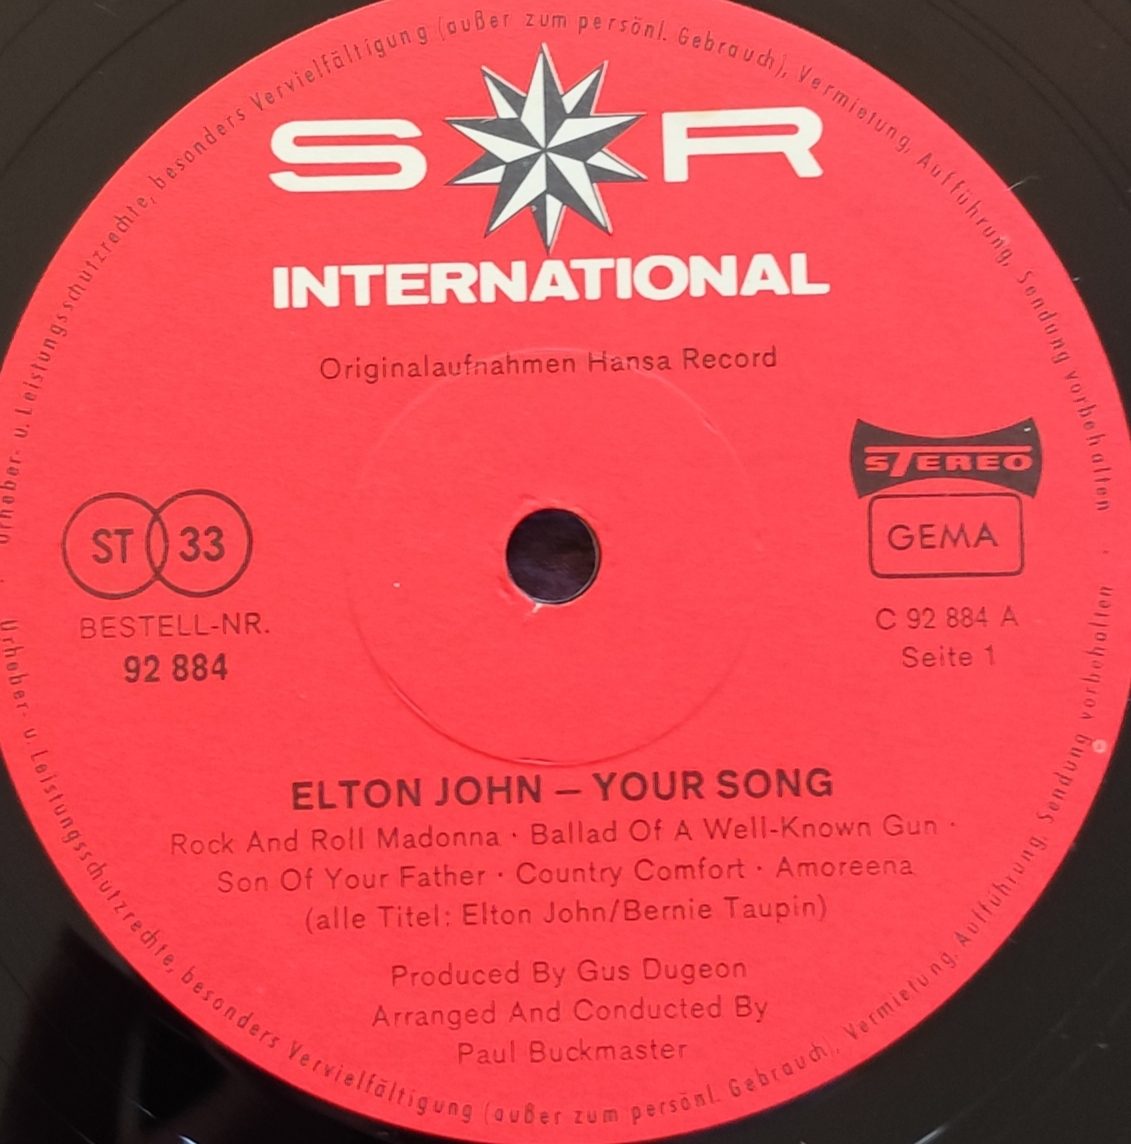 Urheber- u. Leistungsschutzrechte, besonders Vervielfältigung (außer zum persönl. Gebrauch), Vermietung, Aufführung, Sendung vorbehalten
S R
INTERNATIONAL
Originalaufnahmen Hansa Record
STEREO
ST 33
GEMA
BESTELL-NR.
92 884
C 92 884 A
Seite 1
ELTON JOHN – YOUR SONG
Rock And Roll Madonna · Ballad Of A Well-Known Gun ·
Son Of Your Father · Country Comfort · Amoreena
(alle Titel: Elton John/Bernie Taupin)
Produced By Gus Dugeon
Arranged And Conducted By
Paul Buckmaster
Urheber- u. Leistungsschutzrechte, besonders Vervielfältigung (außer zum persönl. Gebrauch), Vermietung, Aufführung, Sendung vorbehalten